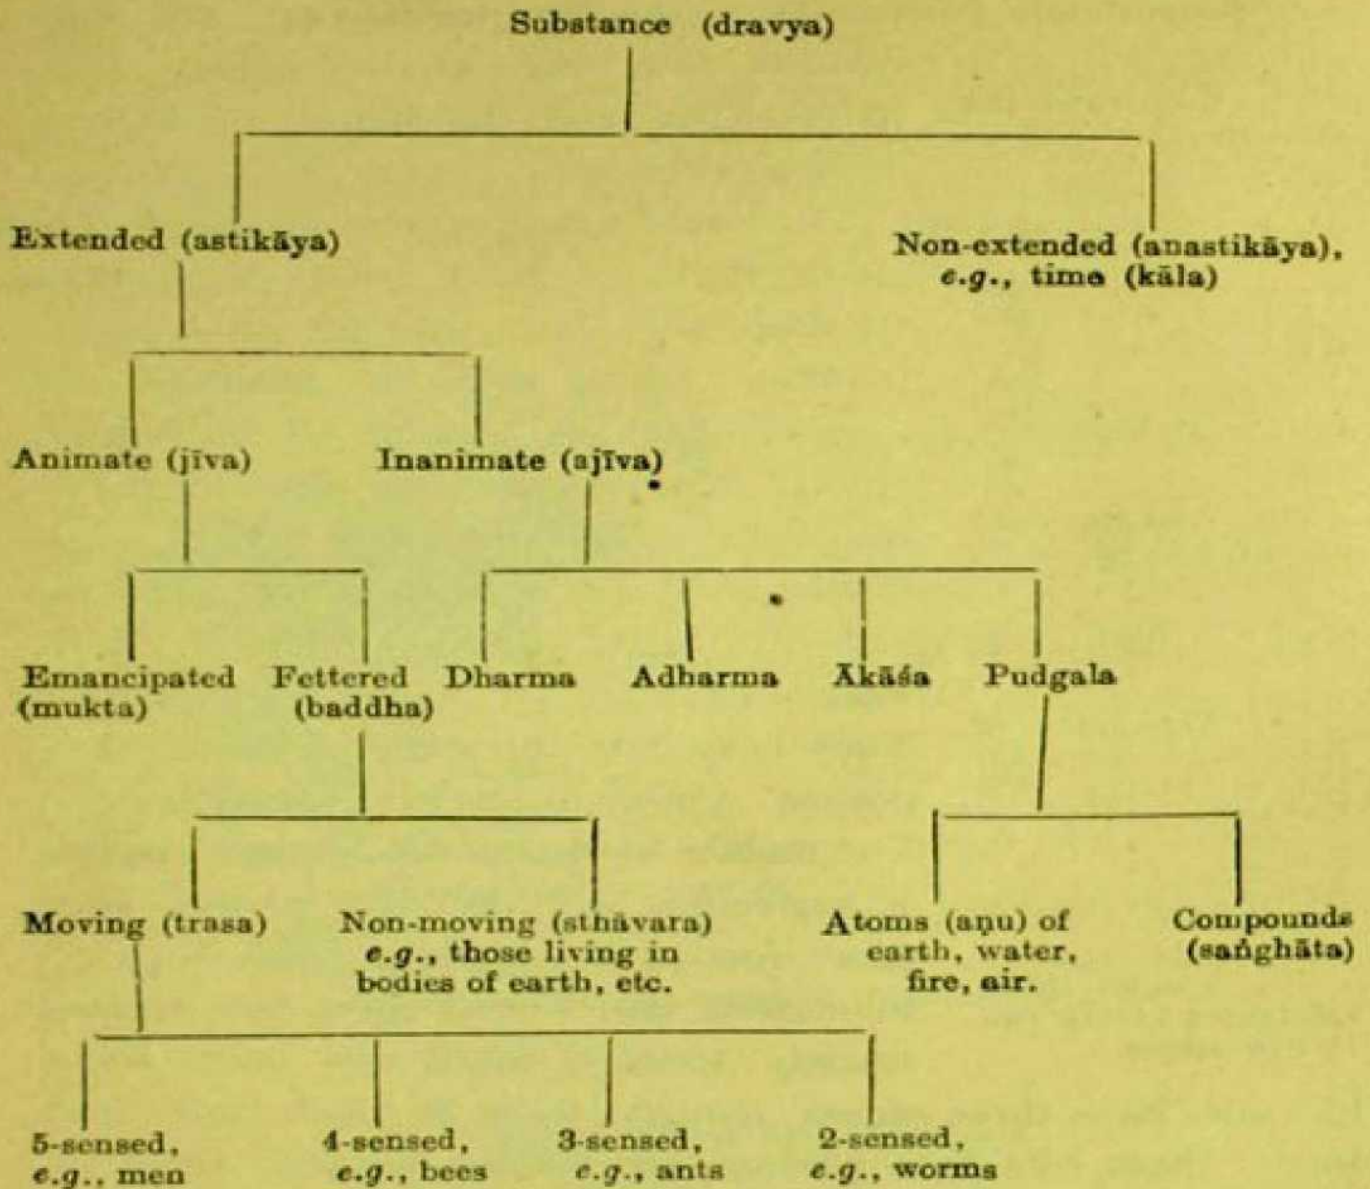 Substance (dravya)
Extended (astikāya)
Non-extended (anastikāya),
e.g., time (kāla)
Animate (jīva)
Inanimate (ajīva)
Emancipated
(mukta)
Fettered
(baddha)
Dharma
Adharma
Ākāśa
Pudgala
Moving (trasa)
Non-moving (sthāvara)
e.g., those living in
bodies of earth, etc.
Atoms (aṇu) of
earth, water,
fire, air.
Compounds
(saṅghāta)
5-sensed,
e.g., men
4-sensed,
e.g., bees
3-sensed,
e.g., ants
2-sensed,
e.g., worms